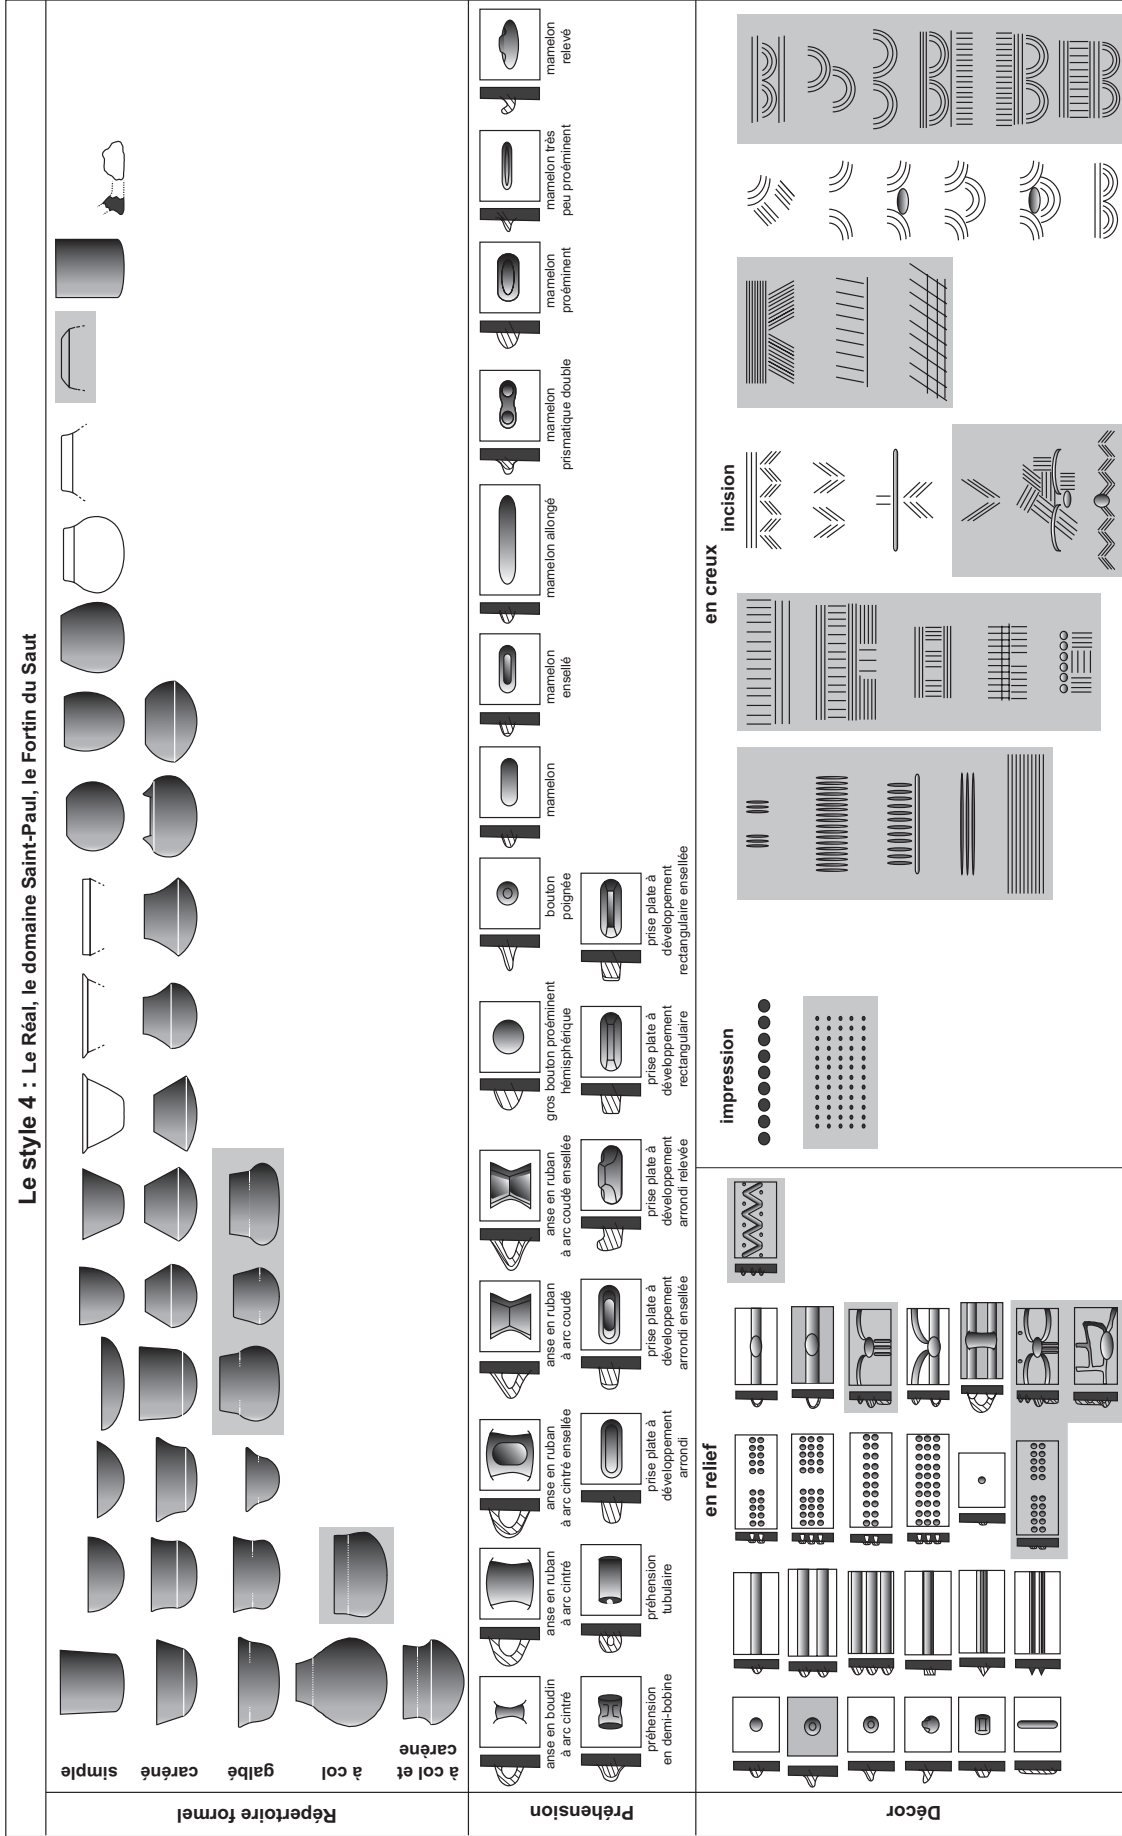 Le style 4 : Le Réal, le domaine Saint-Paul, le Fortin du Saut
Répertoire formel
simple
caréné
galbé
à col
à col et
carène
Préhension
anse en boudin
à arc cintré
anse en ruban
à arc cintré
anse en ruban
à arc cintré ensellée
anse en ruban
à arc coudé
anse en ruban
à arc coudé ensellée
gros bouton proéminent
hémisphérique
bouton
poignée
mamelon
mamelon
ensellé
mamelon allongé
mamelon
prismatique double
mamelon
proéminent
mamelon très
peu proéminent
mamelon
relevé
préhension
en demi-bobine
préhension
tubulaire
prise plate à
développement
arrondi
prise plate à
développement
arrondi ensellée
prise plate à
développement
arrondi relevée
prise plate à
développement
rectangulaire
prise plate à
développement
rectangulaire ensellée
Décor
en relief
en creux
impression
incision